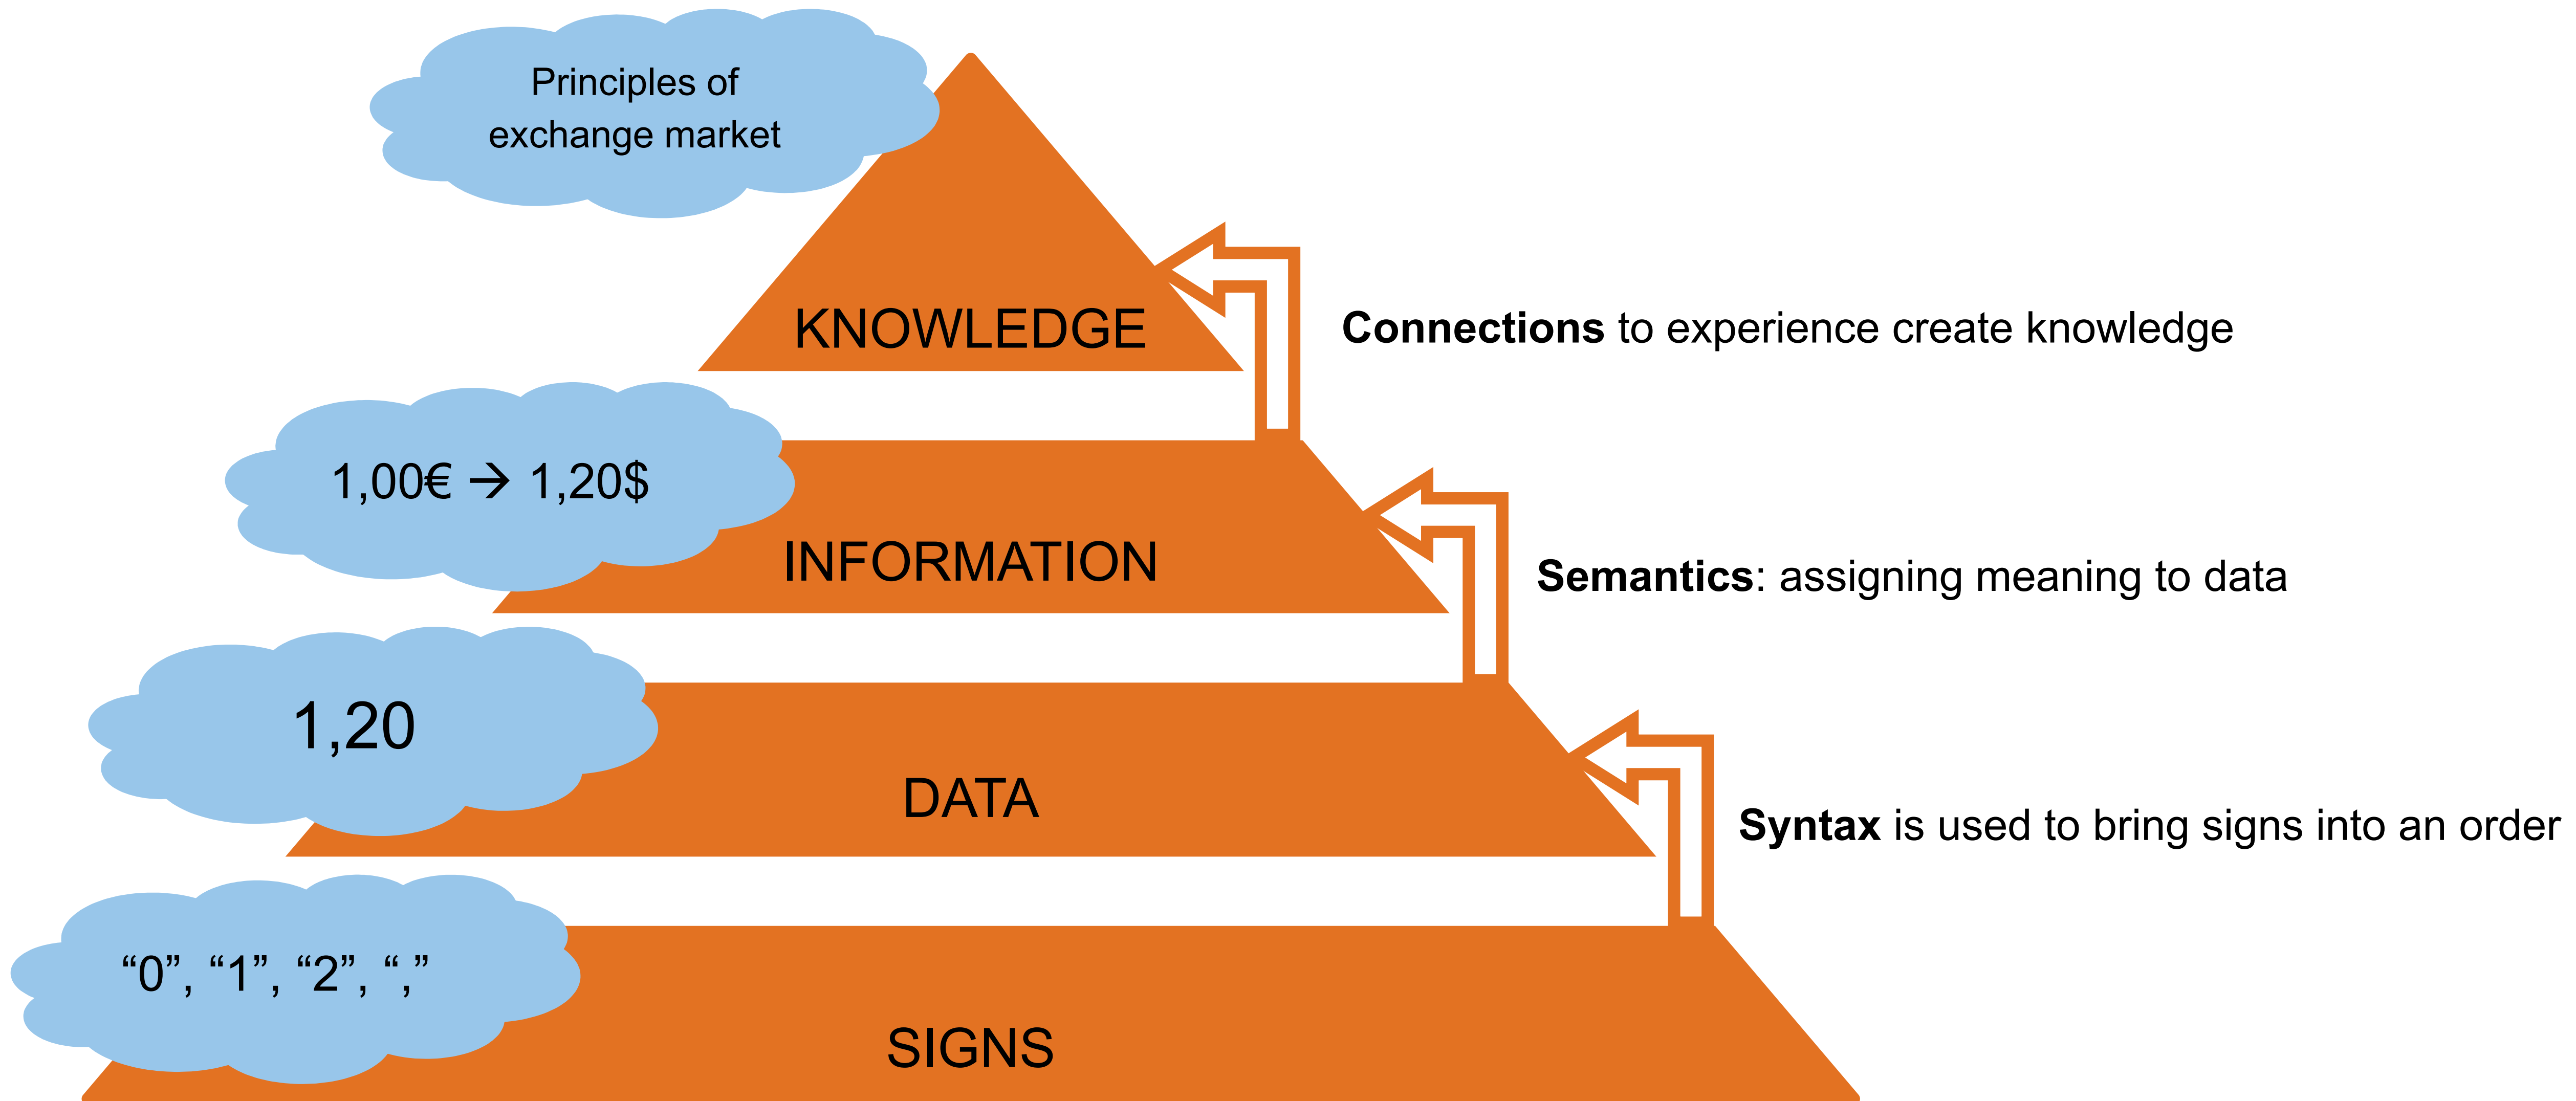 Principles of
exchange market
KNOWLEDGE
Connections to experience create knowledge
1,00€ → 1,20$
INFORMATION
Semantics: assigning meaning to data
1,20
DATA
Syntax is used to bring signs into an order
“0”, “1”, “2”, “,”
SIGNS